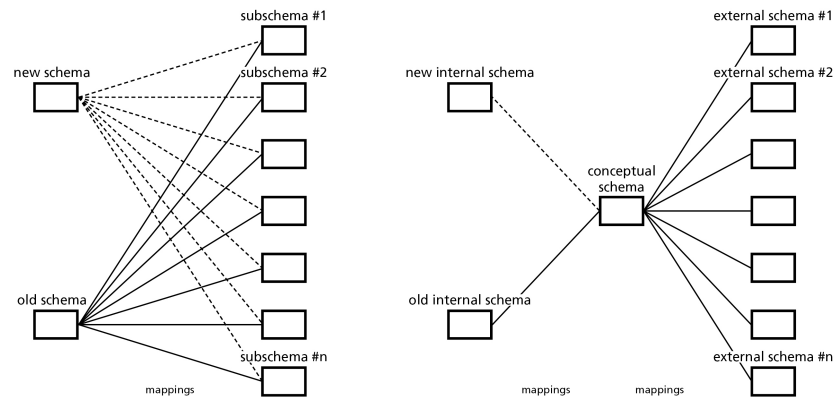 subschema #1
new schema
subschema #2
old schema
subschema #n
mappings
external schema #1
new internal schema
external schema #2
conceptual
schema
old internal schema
external schema #n
mappings
mappings